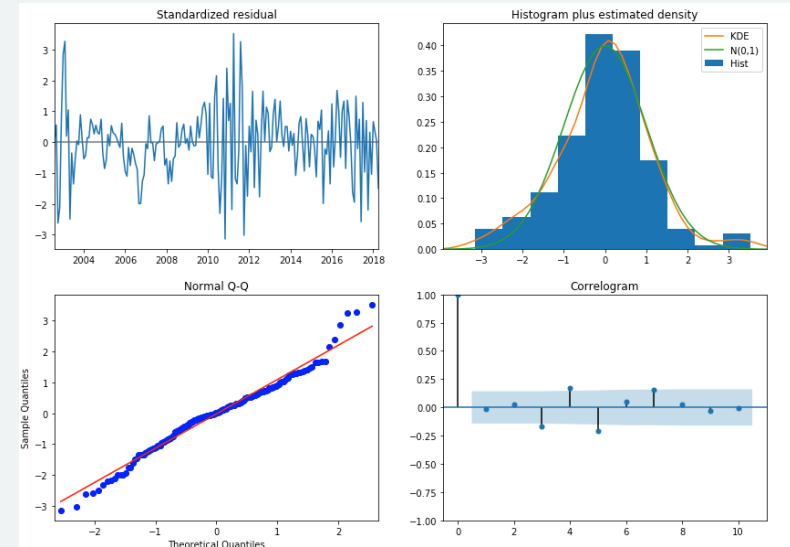 Standardized residual
3
2
1
0
−1
−2
−3
2004 2006 2008 2010 2012 2014 2016 2018
Histogram plus estimated density
KDE
N(0,1)
Hist
0.40
0.35
0.30
0.25
0.20
0.15
0.10
0.05
0.00
−3 −2 −1 0 1 2 3
Normal Q-Q
Sample Quantiles
3
2
1
0
−1
−2
−3
−2 −1 0 1 2
Theoretical Quantiles
Correlogram
1.00
0.75
0.50
0.25
0.00
−0.25
−0.50
−0.75
−1.00
0 2 4 6 8 10